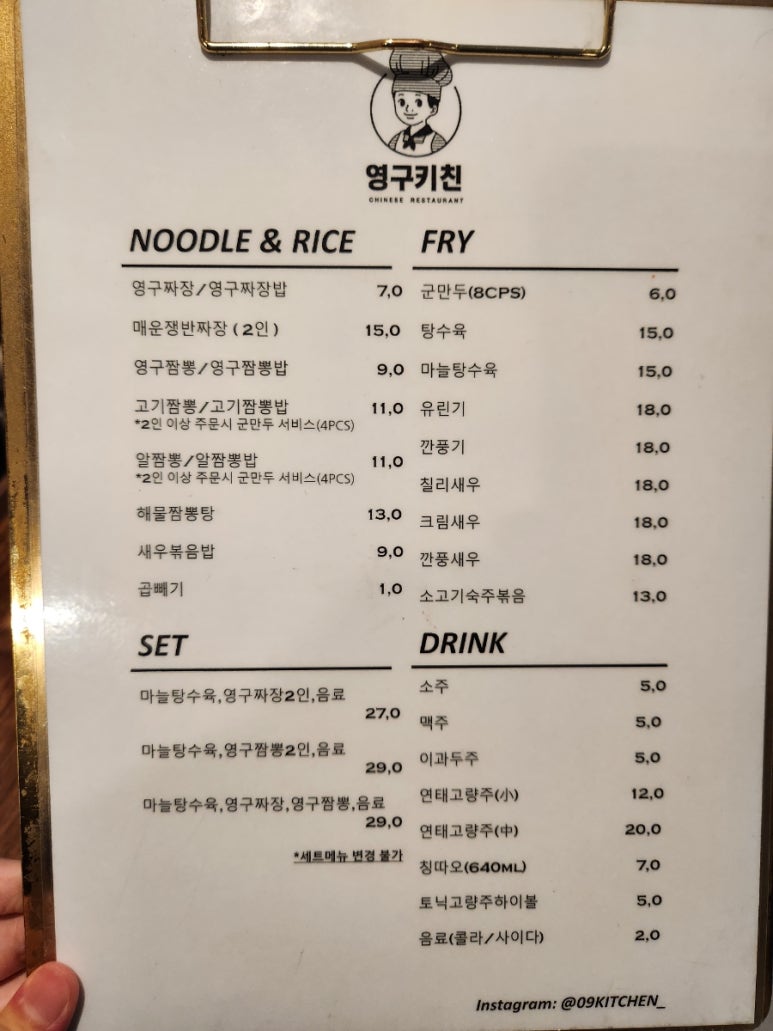 영구키친
CHINESE RESTAURANT
NOODLE & RICE
영구짜장/영구짜장밥 7,0
매운쟁반짜장 ( 2인 ) 15,0
영구짬뽕/영구짬뽕밥 9,0
고기짬뽕/고기짬뽕밥 11,0
*2인 이상 주문시 군만두 서비스(4PCS)
알짬뽕/알짬뽕밥 11,0
*2인 이상 주문시 군만두 서비스(4PCS)
해물짬뽕탕 13,0
새우볶음밥 9,0
곱빼기 1,0
FRY
군만두(8CPS) 6,0
탕수육 15,0
마늘탕수육 15,0
유린기 18,0
깐풍기 18,0
칠리새우 18,0
크림새우 18,0
깐풍새우 18,0
소고기숙주볶음 13,0
SET
마늘탕수육,영구짜장2인,음료
27,0
마늘탕수육,영구짬뽕2인,음료
29,0
마늘탕수육,영구짜장,영구짬뽕,음료
29,0
*세트메뉴 변경 불가
DRINK
소주 5,0
맥주 5,0
이과두주 5,0
연태고량주(小) 12,0
연태고량주(中) 20,0
칭따오(640ML) 7,0
토닉고량주하이볼 5,0
음료(콜라/사이다) 2,0
Instagram: @09KITCHEN_